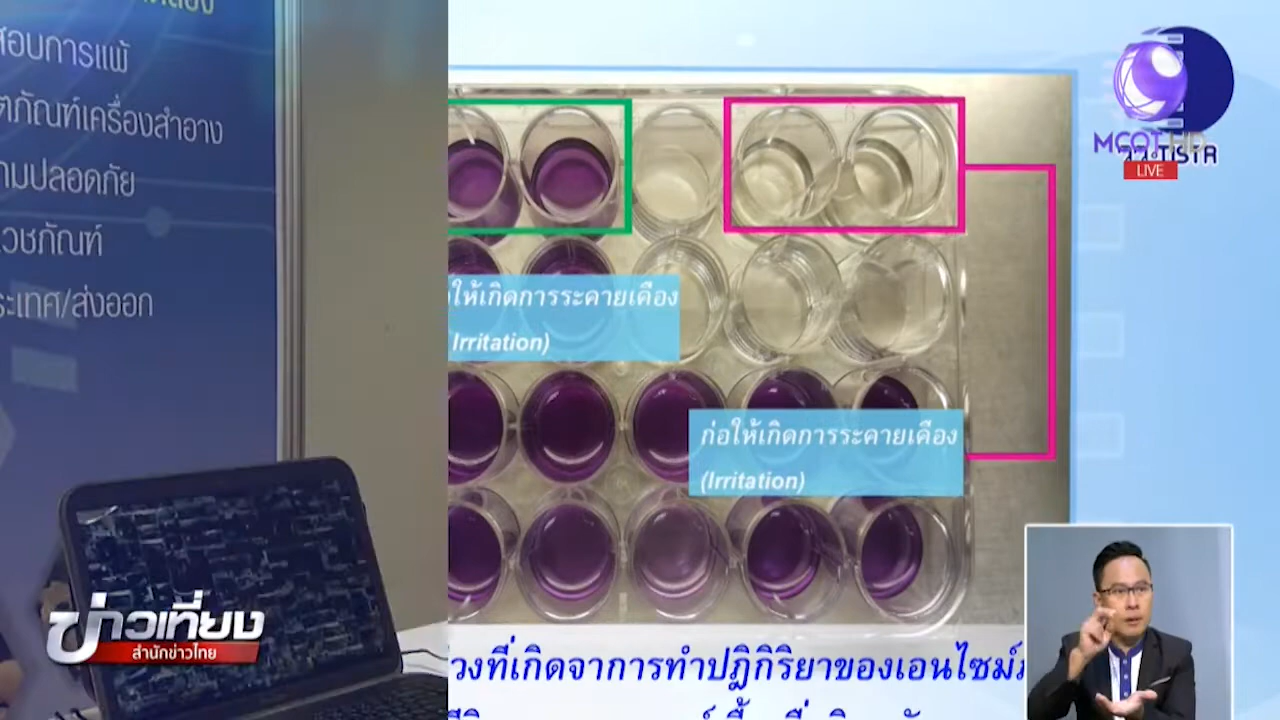 สอบการแพ้
ตภัณฑ์เครื่องสำอาง
ามปลอดภัย
วชภัณฑ์
ระเทศ/ส่งออก
MCOT HD
LIVE
ให้เกิดการระคายเคือง
Irritation)
ก่อให้เกิดการระคายเคือง
(Irritation)
ข่าวเที่ยง
สำนักข่าวไทย
วงที่เกิดจาการทำปฏิกิริยาของเอนไซม์